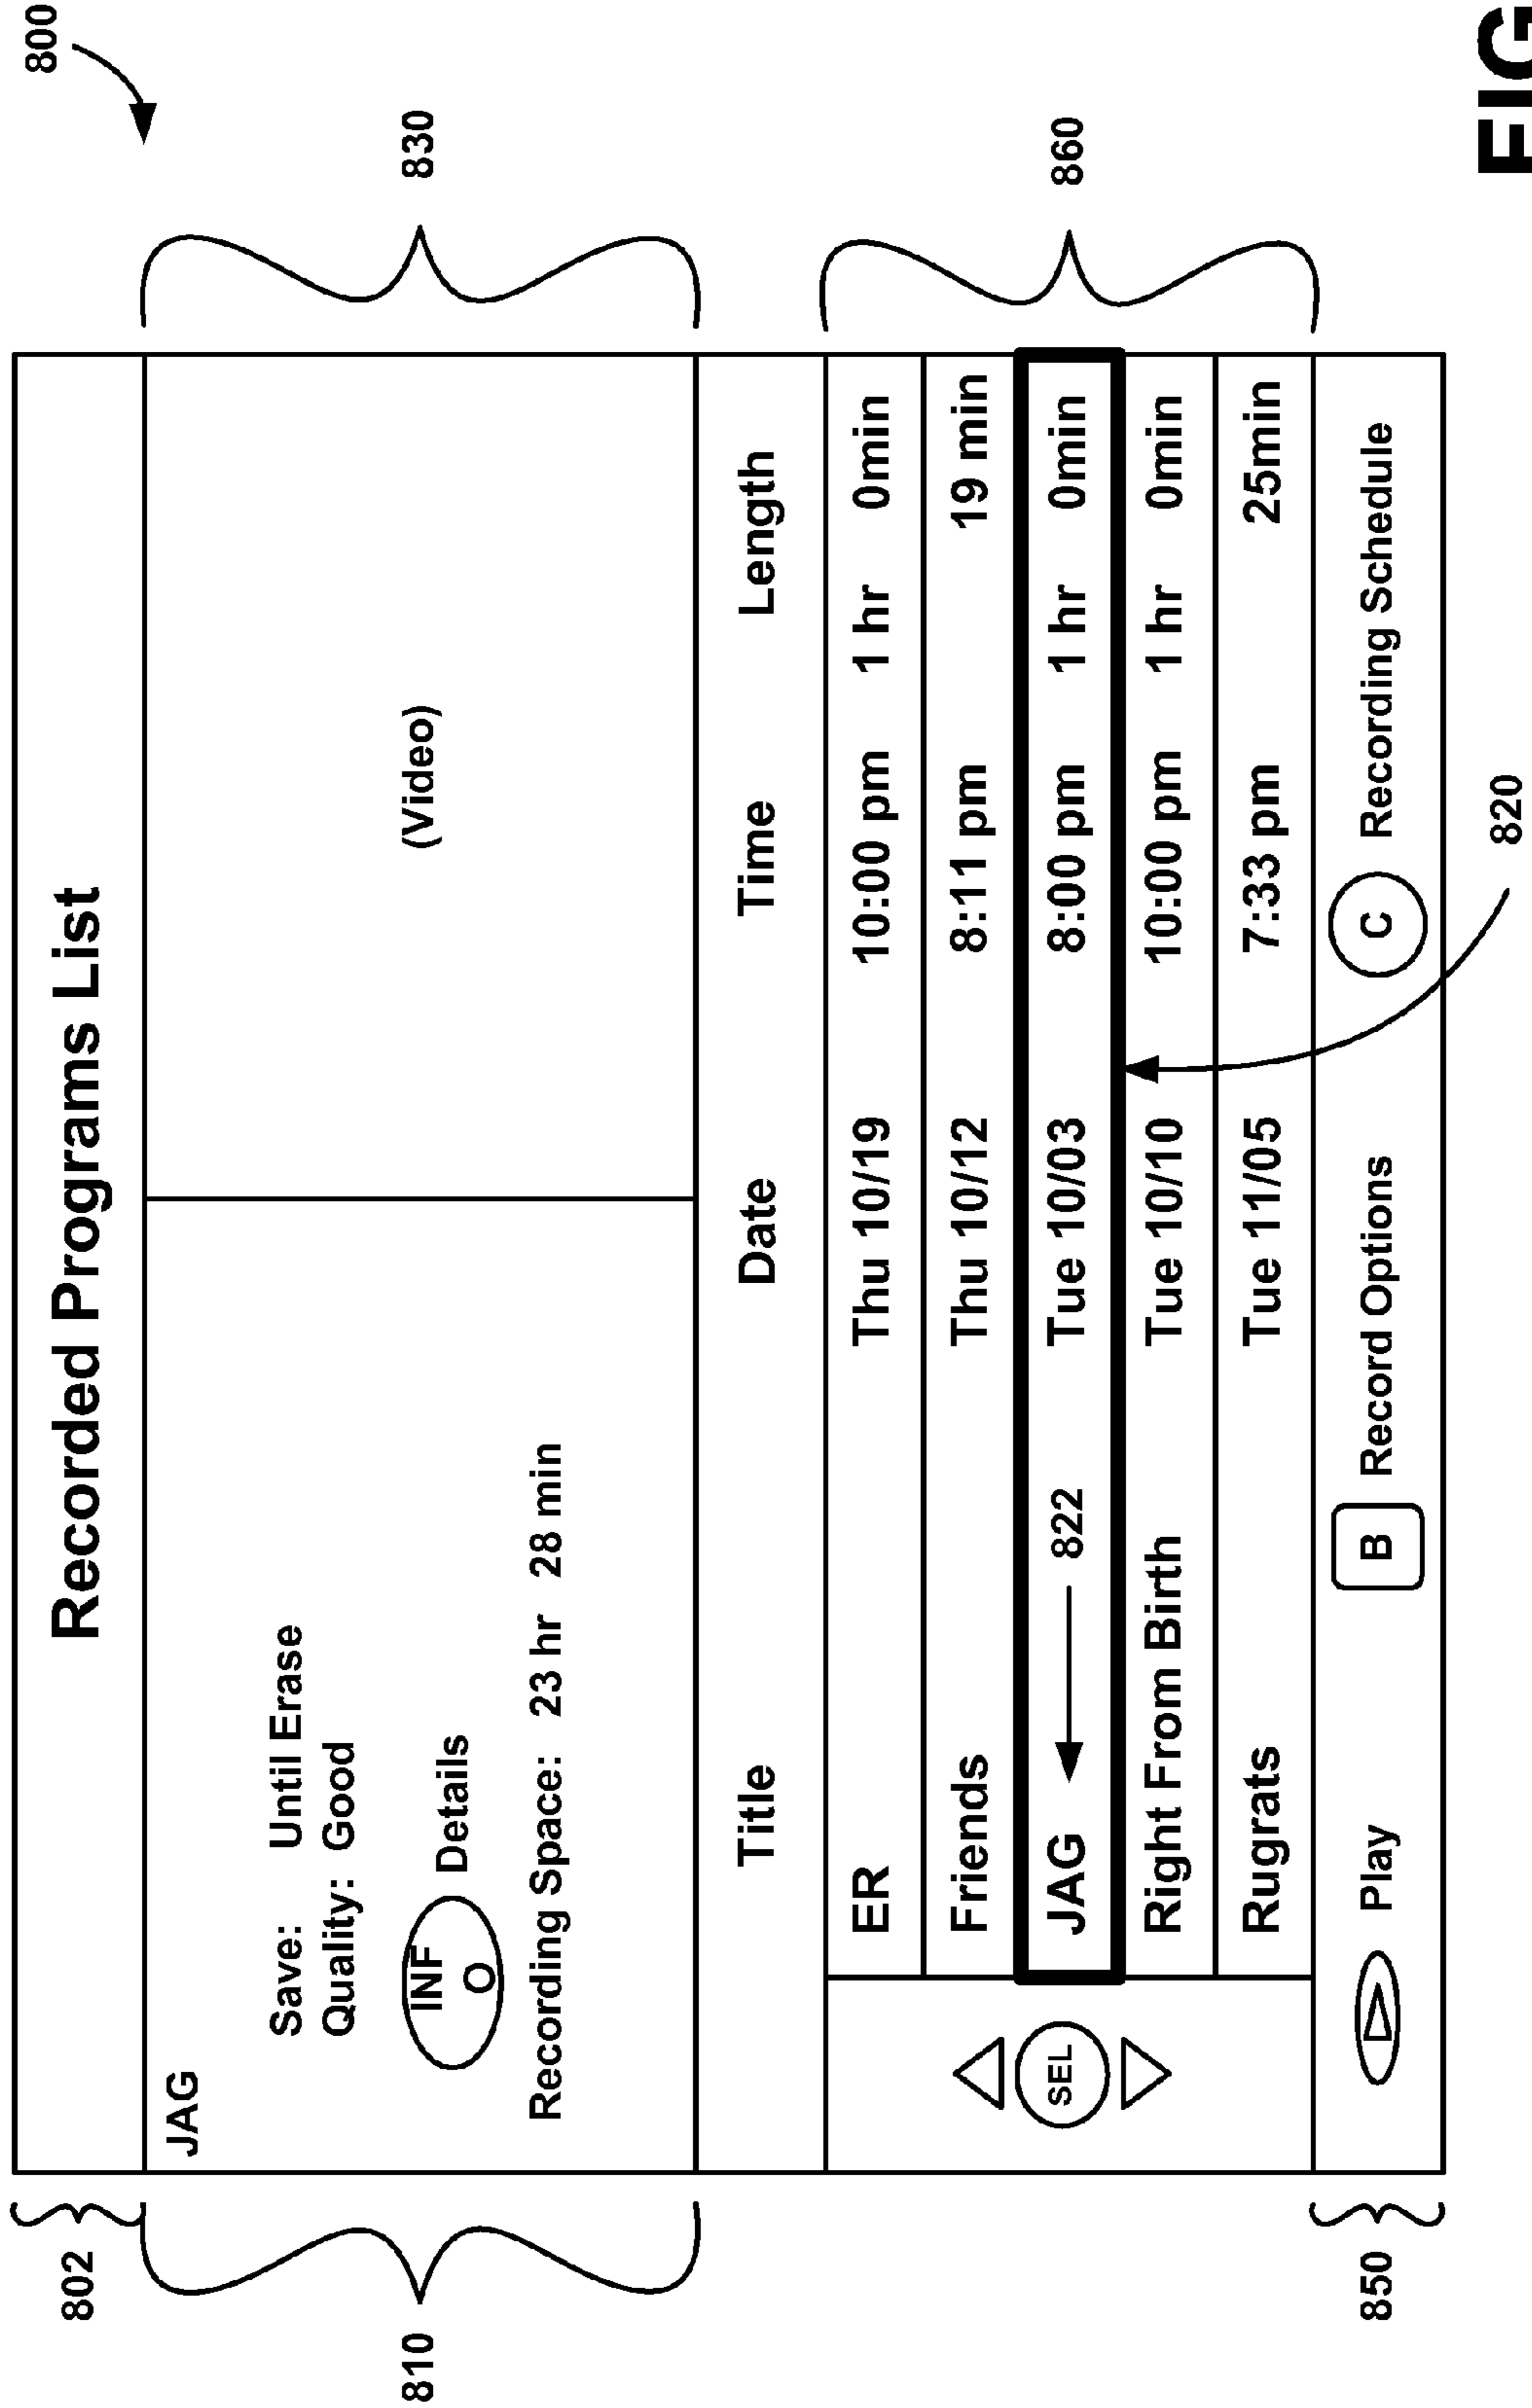 800
802
Recorded Programs List
810
JAG
Save: Until Erase
Quality: Good
INF
O
Details
Recording Space: 23 hr 28 min
(Video)
830
Title Date Time Length
SEL
ER Thu 10/19 10:00 pm 1 hr 0min
Friends Thu 10/12 8:11 pm 19 min
JAG 822 Tue 10/03 8:00 pm 1 hr 0min
Right From Birth Tue 10/10 10:00 pm 1 hr 0min
Rugrats Tue 11/05 7:33 pm 25min
860
850
Play B Record Options C Recording Schedule
820
FIG